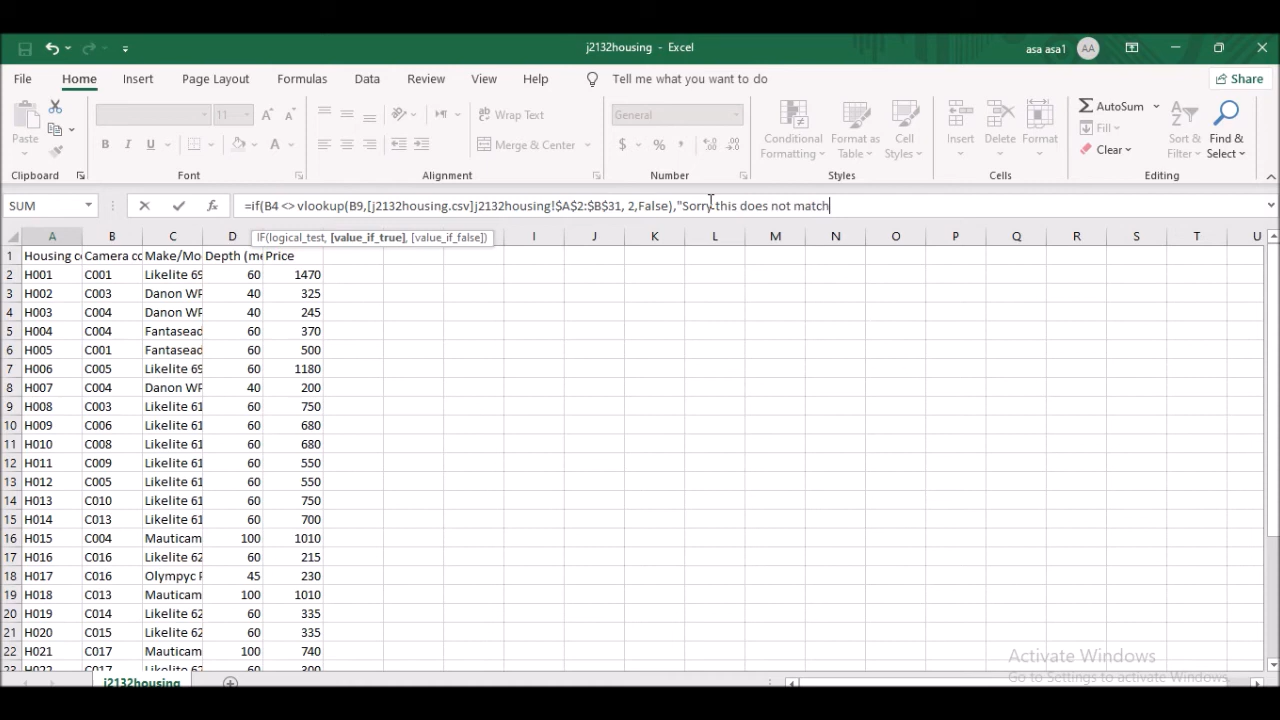 j2132housing - Excel
asa asa1 AA
File Home Insert Page Layout Formulas Data Review View Help Tell me what you want to do Share
Paste 11 Wrap Text General Conditional Formatting Format as Table Cell Styles Insert Delete Format AutoSum Fill Clear Sort & Filter Find & Select
Merge & Center
Clipboard Font Alignment Number Styles Cells Editing
SUM =if(B4 <> vlookup(B9,[j2132housing.csv]j2132housing!$A$2:$B$31, 2,False),"Sorry this does not match
IF(logical_test, [value_if_true], [value_if_false])
A B C D I J K L M N O P Q R S T U
1 Housing co Camera co Make/Mo Depth (me Price
2 H001 C001 Likelite 69 60 1470
3 H002 C003 Danon WP 40 325
4 H003 C004 Danon WP 40 245
5 H004 C004 Fantasead 60 370
6 H005 C001 Fantasead 60 500
7 H006 C005 Likelite 69 60 1180
8 H007 C004 Danon WP 40 200
9 H008 C003 Likelite 61 60 750
10 H009 C006 Likelite 61 60 680
11 H010 C008 Likelite 61 60 680
12 H011 C009 Likelite 61 60 550
13 H012 C005 Likelite 61 60 550
14 H013 C010 Likelite 61 60 750
15 H014 C013 Likelite 61 60 700
16 H015 C004 Mauticam 100 1010
17 H016 C016 Likelite 62 60 215
18 H017 C016 Olympyc P 45 230
19 H018 C013 Mauticam 100 1010
20 H019 C014 Likelite 62 60 335
21 H020 C015 Likelite 62 60 335
22 H021 C017 Mauticam 100 740
23 H022 C017 Likelite 62 60 300
Activate Windows
Go to Settings to activate Windows.
j2132housing